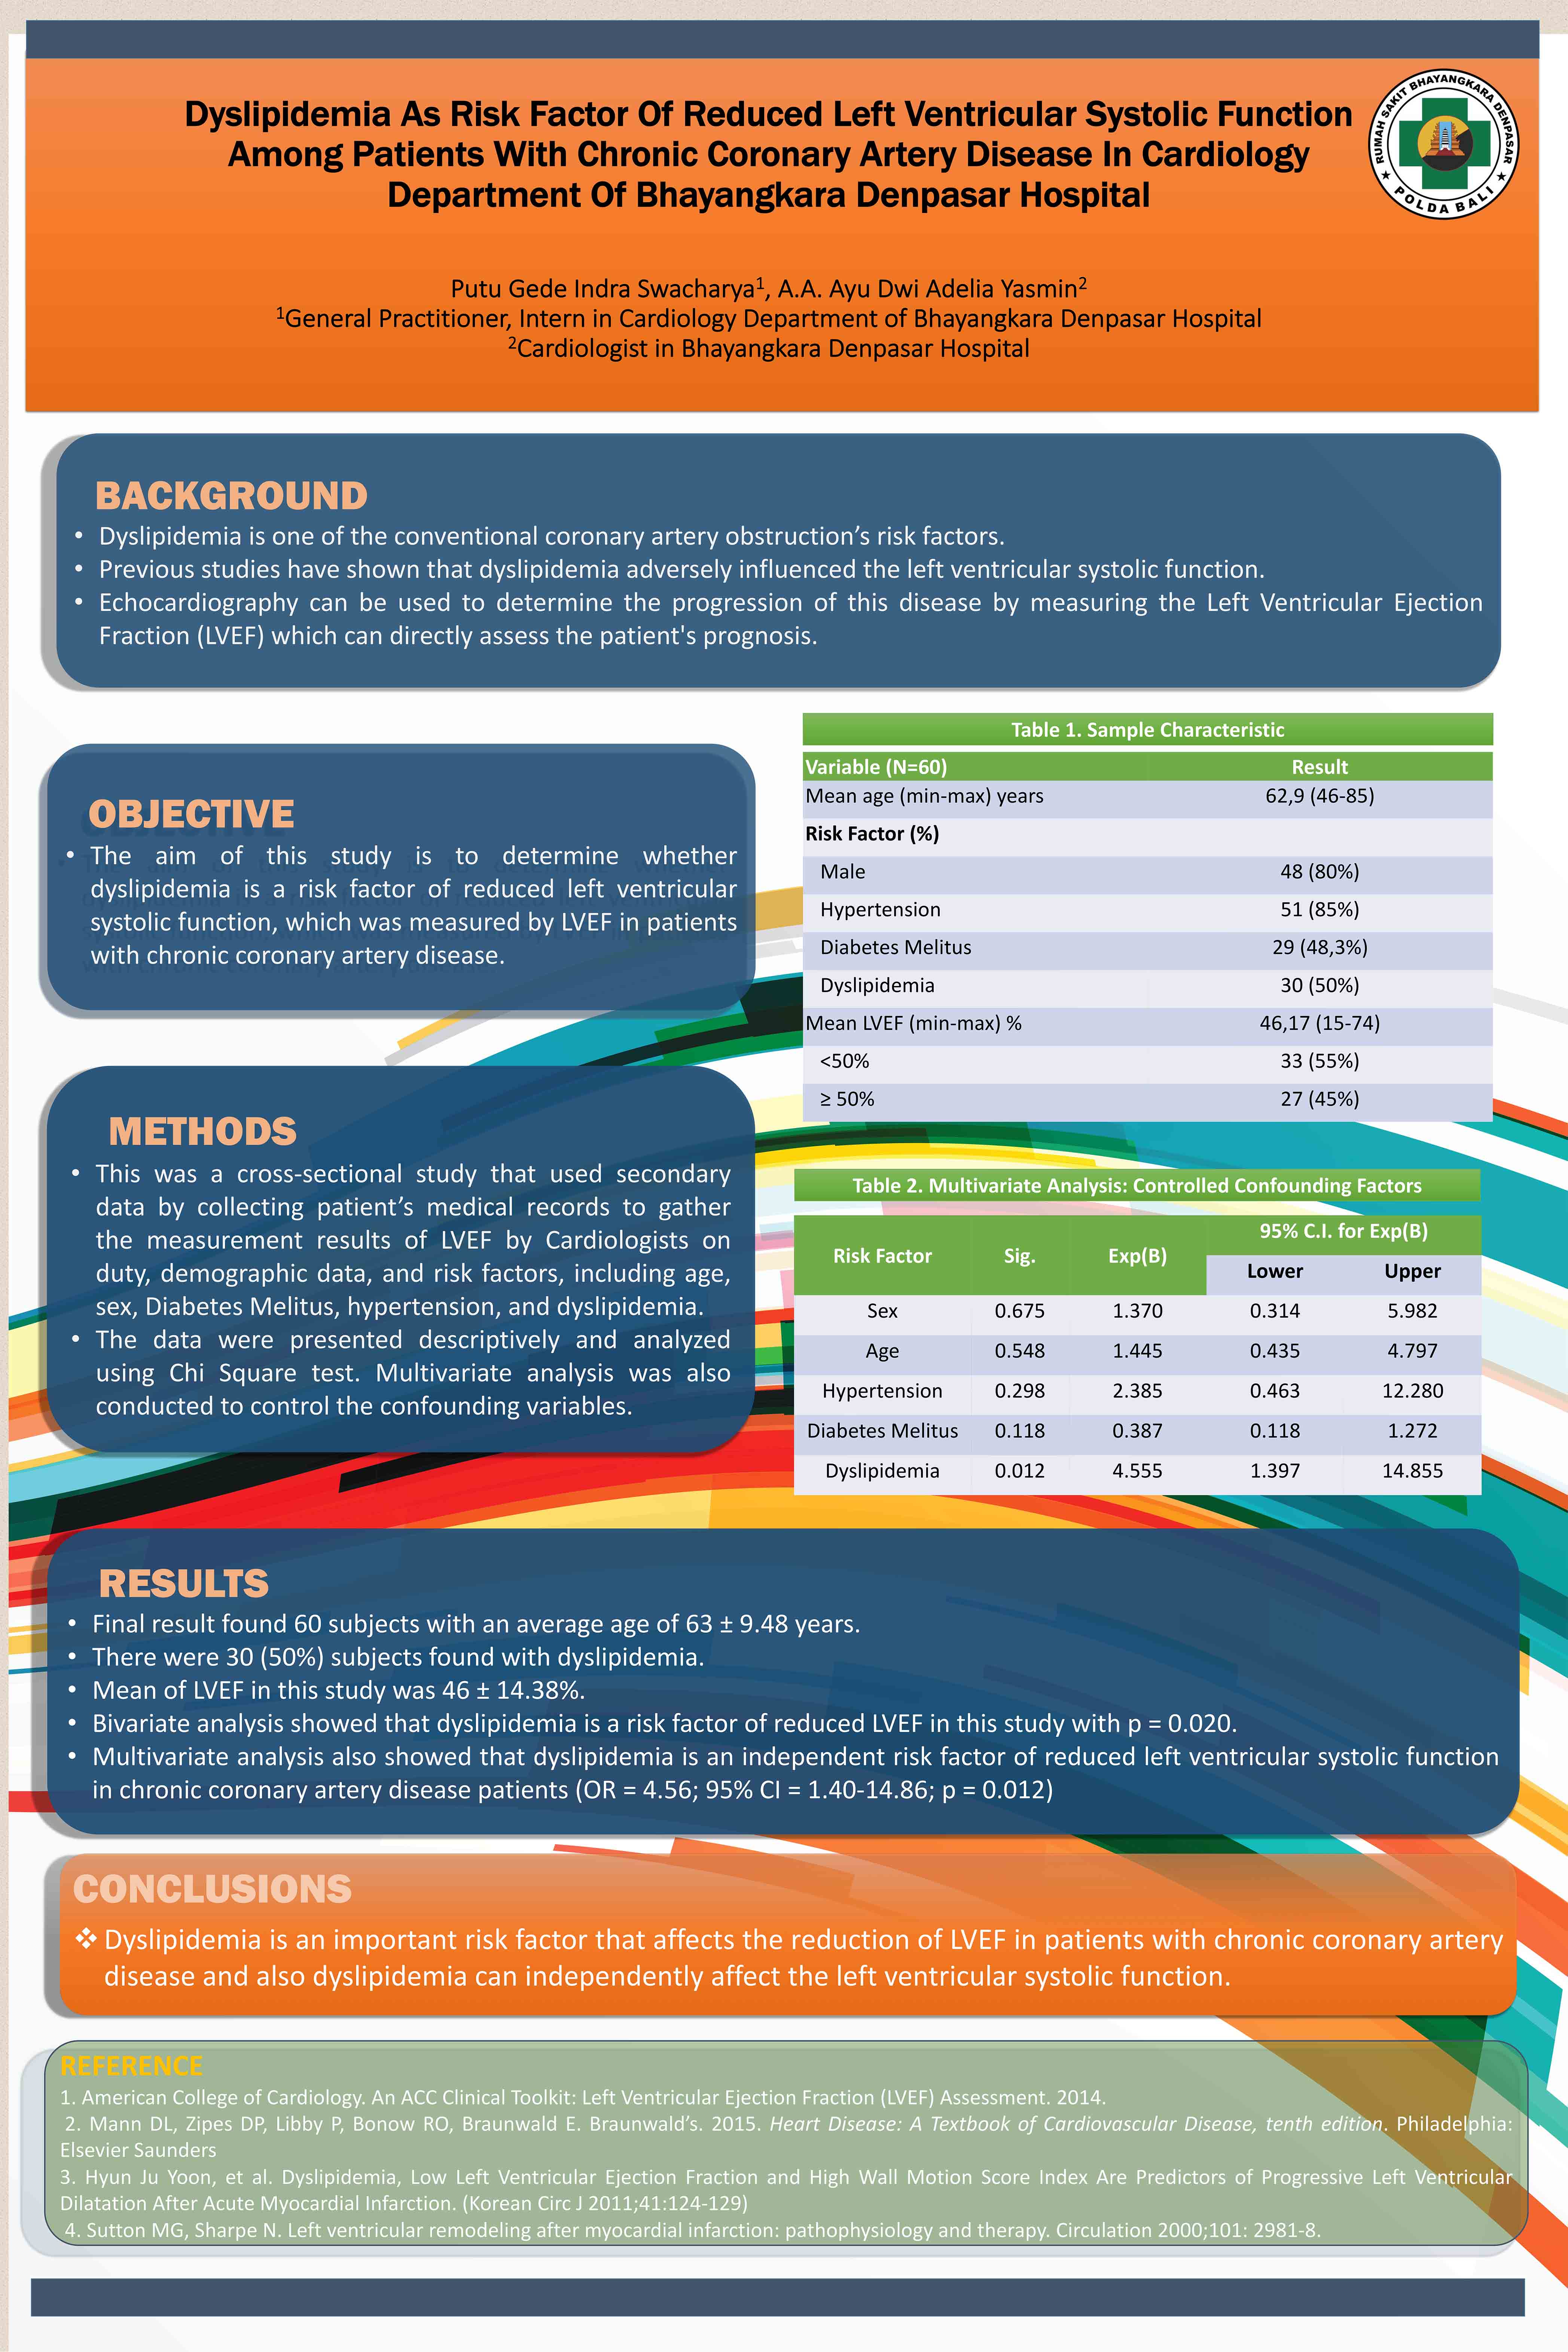 Dyslipidemia As Risk Factor Of Reduced Left Ventricular Systolic Function
Among Patients With Chronic Coronary Artery Disease In Cardiology
Department Of Bhayangkara Denpasar Hospital
RUMAH SAKIT BHAYANGKARA DENPASAR
★ POLDA BALI ★
Putu Gede Indra Swacharya1, A.A. Ayu Dwi Adelia Yasmin2
1General Practitioner, Intern in Cardiology Department of Bhayangkara Denpasar Hospital
2Cardiologist in Bhayangkara Denpasar Hospital
BACKGROUND
• Dyslipidemia is one of the conventional coronary artery obstruction’s risk factors.
• Previous studies have shown that dyslipidemia adversely influenced the left ventricular systolic function.
• Echocardiography can be used to determine the progression of this disease by measuring the Left Ventricular Ejection
Fraction (LVEF) which can directly assess the patient's prognosis.
OBJECTIVE
• The aim of this study is to determine whether
dyslipidemia is a risk factor of reduced left ventricular
systolic function, which was measured by LVEF in patients
with chronic coronary artery disease.
METHODS
• This was a cross-sectional study that used secondary
data by collecting patient’s medical records to gather
the measurement results of LVEF by Cardiologists on
duty, demographic data, and risk factors, including age,
sex, Diabetes Melitus, hypertension, and dyslipidemia.
• The data were presented descriptively and analyzed
using Chi Square test. Multivariate analysis was also
conducted to control the confounding variables.
Table 1. Sample Characteristic
Variable (N=60) Result
Mean age (min-max) years 62,9 (46-85)
Risk Factor (%)
Male 48 (80%)
Hypertension 51 (85%)
Diabetes Melitus 29 (48,3%)
Dyslipidemia 30 (50%)
Mean LVEF (min-max) % 46,17 (15-74)
<50% 33 (55%)
≥ 50% 27 (45%)
Table 2. Multivariate Analysis: Controlled Confounding Factors
Risk Factor Sig. Exp(B) 95% C.I. for Exp(B)
Lower Upper
Sex 0.675 1.370 0.314 5.982
Age 0.548 1.445 0.435 4.797
Hypertension 0.298 2.385 0.463 12.280
Diabetes Melitus 0.118 0.387 0.118 1.272
Dyslipidemia 0.012 4.555 1.397 14.855
RESULTS
• Final result found 60 subjects with an average age of 63 ± 9.48 years.
• There were 30 (50%) subjects found with dyslipidemia.
• Mean of LVEF in this study was 46 ± 14.38%.
• Bivariate analysis showed that dyslipidemia is a risk factor of reduced LVEF in this study with p = 0.020.
• Multivariate analysis also showed that dyslipidemia is an independent risk factor of reduced left ventricular systolic function
in chronic coronary artery disease patients (OR = 4.56; 95% CI = 1.40-14.86; p = 0.012)
CONCLUSIONS
❖ Dyslipidemia is an important risk factor that affects the reduction of LVEF in patients with chronic coronary artery
disease and also dyslipidemia can independently affect the left ventricular systolic function.
REFERENCE
1. American College of Cardiology. An ACC Clinical Toolkit: Left Ventricular Ejection Fraction (LVEF) Assessment. 2014.
2. Mann DL, Zipes DP, Libby P, Bonow RO, Braunwald E. Braunwald’s. 2015. Heart Disease: A Textbook of Cardiovascular Disease, tenth edition. Philadelphia:
Elsevier Saunders
3. Hyun Ju Yoon, et al. Dyslipidemia, Low Left Ventricular Ejection Fraction and High Wall Motion Score Index Are Predictors of Progressive Left Ventricular
Dilatation After Acute Myocardial Infarction. (Korean Circ J 2011;41:124-129)
4. Sutton MG, Sharpe N. Left ventricular remodeling after myocardial infarction: pathophysiology and therapy. Circulation 2000;101: 2981-8.